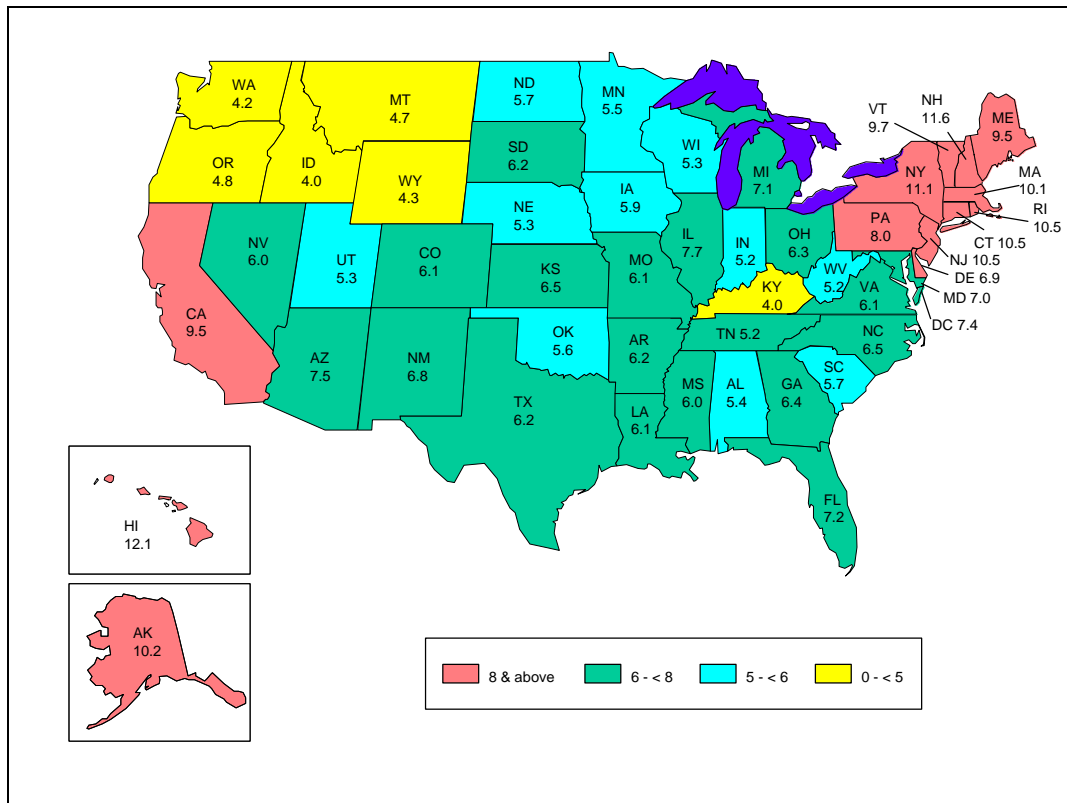 WA
4.2
MT
4.7
ND
5.7
MN
5.5
OR
4.8
ID
4.0
WY
4.3
SD
6.2
WI
5.3
MI
7.1
VT
9.7
NH
11.6
ME
9.5
NY
11.1
MA
10.1
RI
10.5
CT 10.5
NJ 10.5
PA
8.0
DE 6.9
MD 7.0
DC 7.4
NV
6.0
UT
5.3
CO
6.1
NE
5.3
IA
5.9
IL
7.7
IN
5.2
OH
6.3
WV
5.2
VA
6.1
KS
6.5
MO
6.1
KY
4.0
CA
9.5
AZ
7.5
NM
6.8
OK
5.6
AR
6.2
TN 5.2
NC
6.5
SC
5.7
TX
6.2
LA
6.1
MS
6.0
AL
5.4
GA
6.4
FL
7.2
HI
12.1
AK
10.2
8 & above
6 - < 8
5 - < 6
0 - < 5